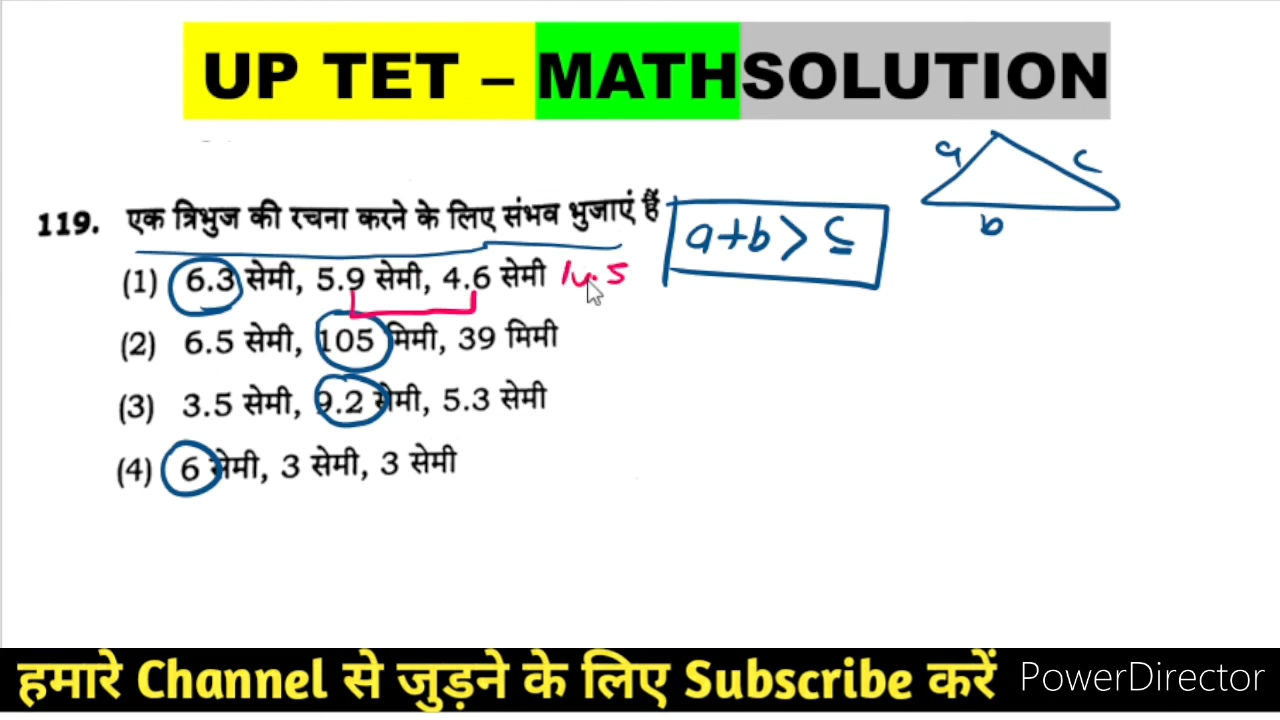 UP TET – MATHSOLUTION
119. एक त्रिभुज की रचना करने के लिए संभव भुजाएं हैं
a+b > c
a
c
b
(1) 6.3 सेमी, 5.9 सेमी, 4.6 सेमी 14.5
(2) 6.5 सेमी, 105 मिमी, 39 मिमी
(3) 3.5 सेमी, 9.2 सेमी, 5.3 सेमी
(4) 6 सेमी, 3 सेमी, 3 सेमी
हमारे Channel से जुड़ने के लिए Subscribe करें PowerDirector